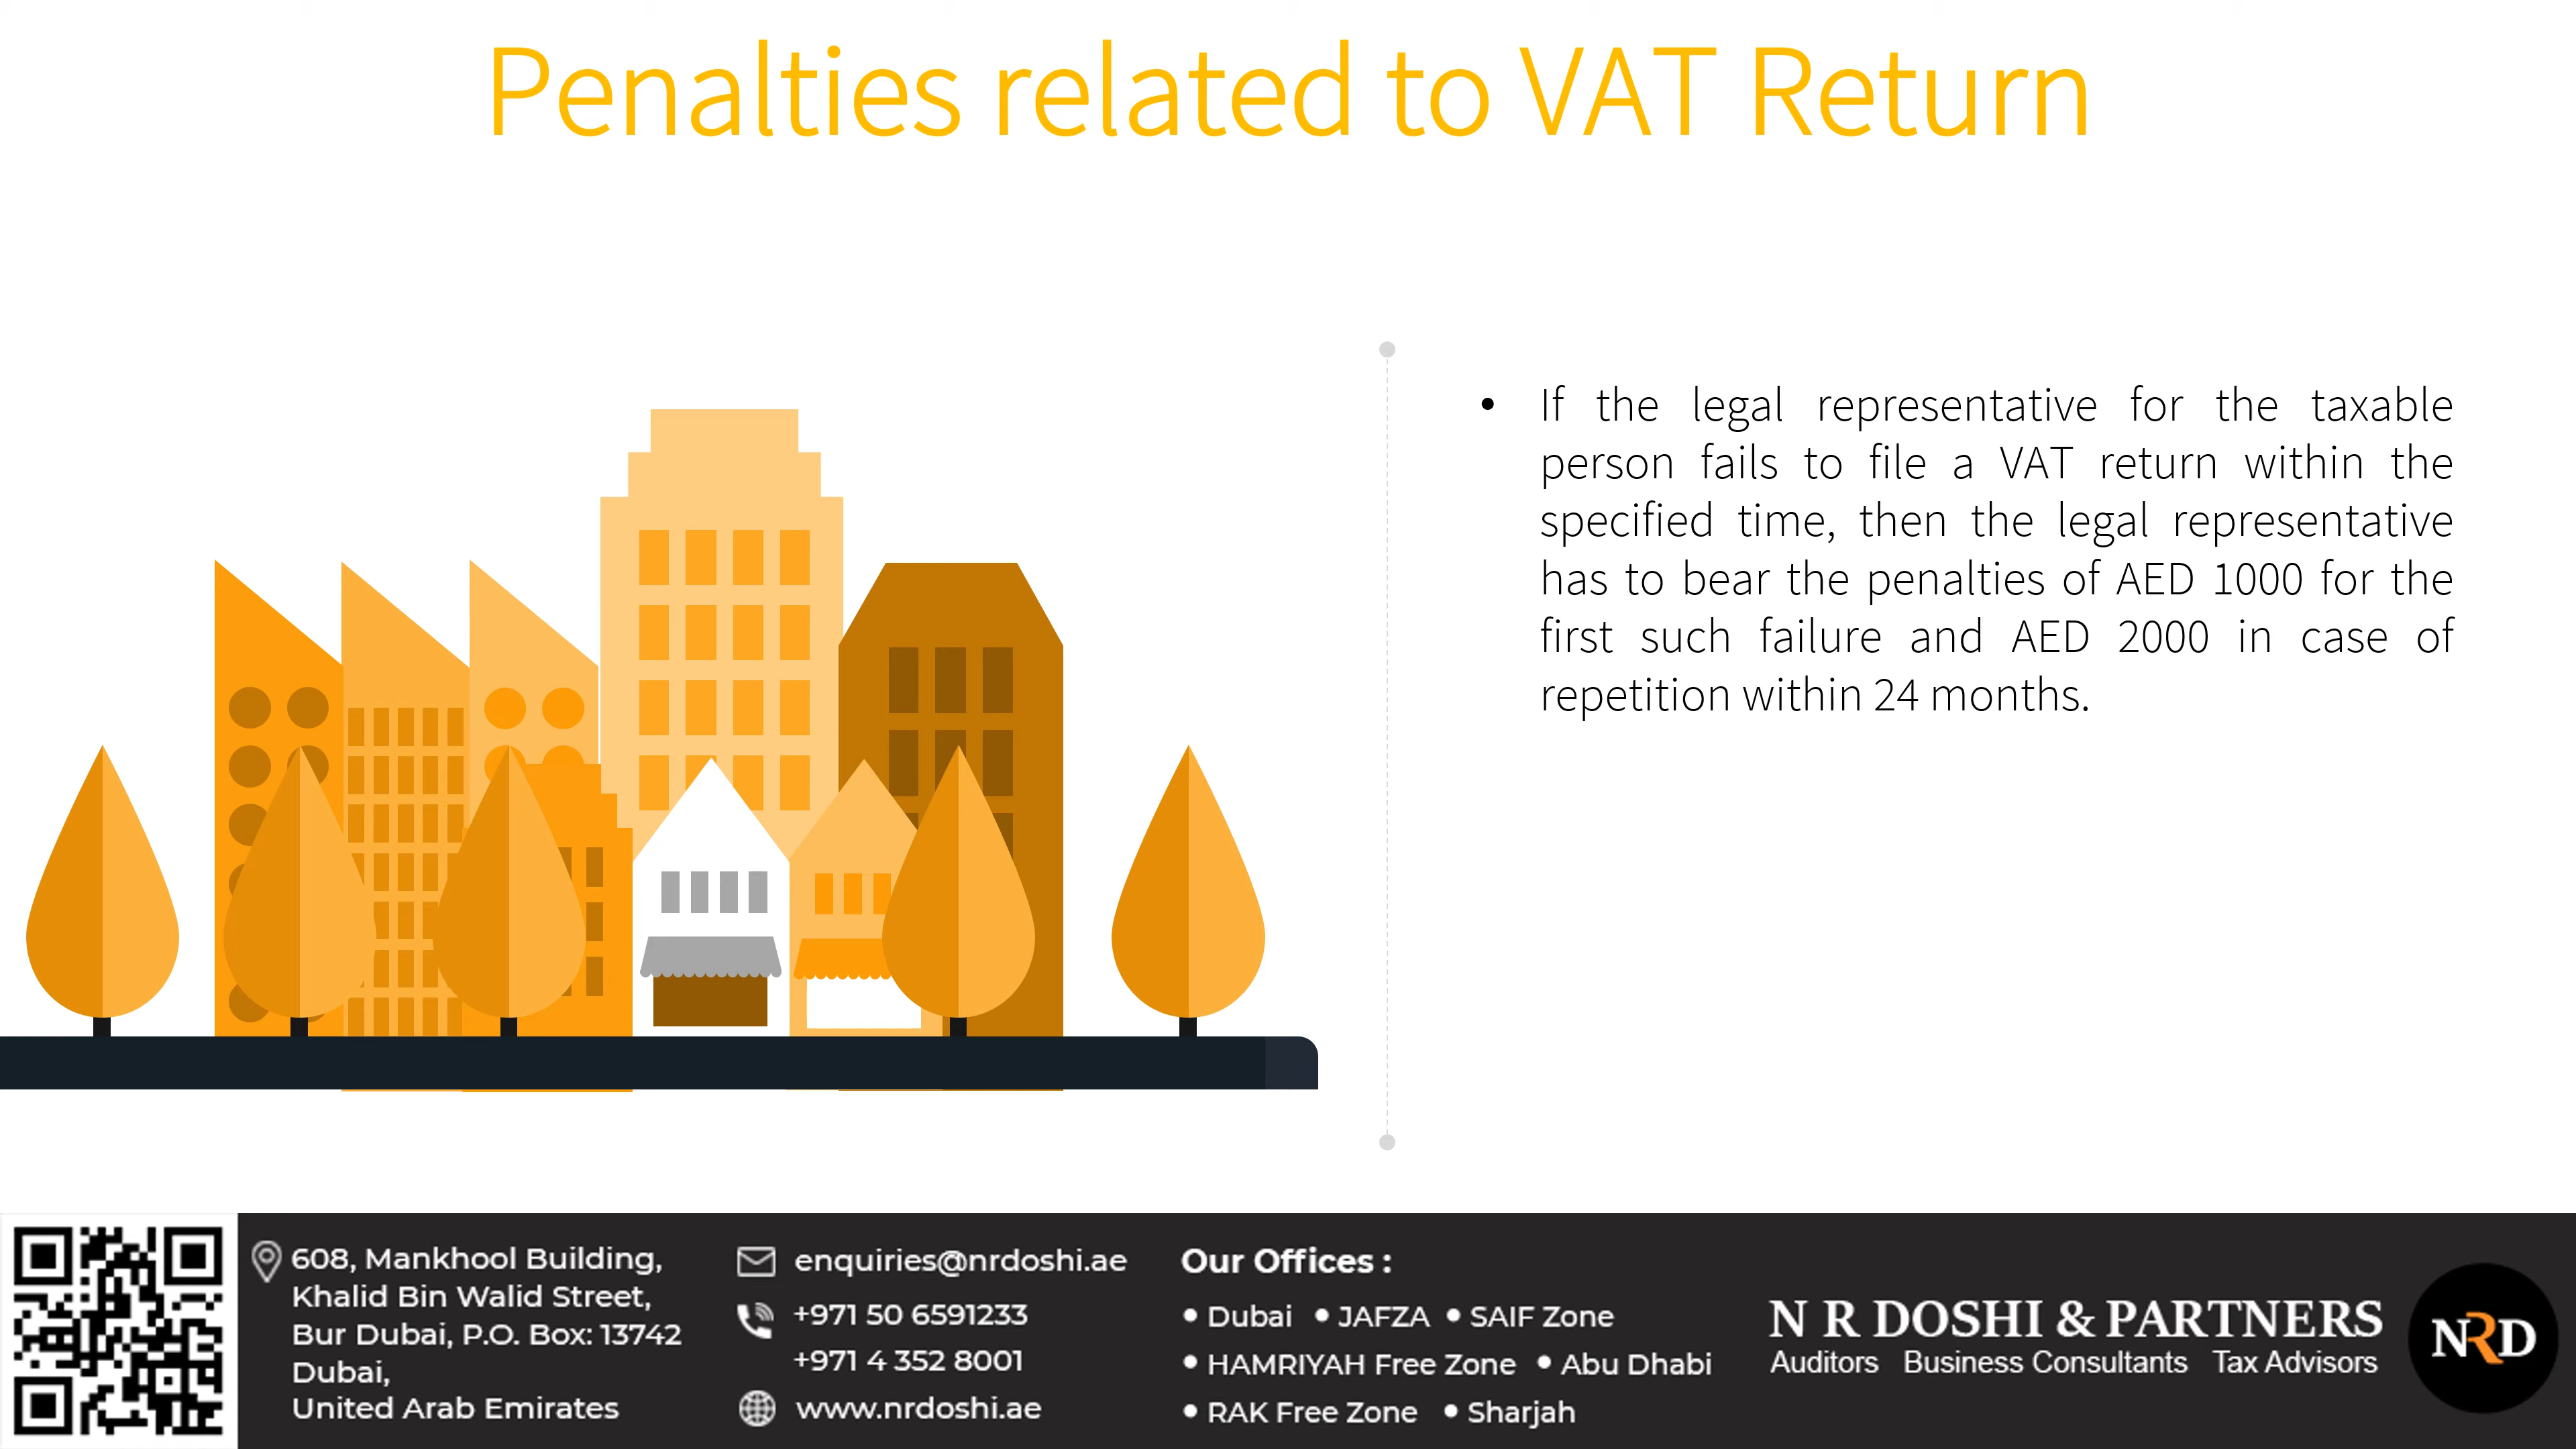 Penalties related to VAT Return
• If the legal representative for the taxable
person fails to file a VAT return within the
specified time, then the legal representative
has to bear the penalties of AED 1000 for the
first such failure and AED 2000 in case of
repetition within 24 months.
608, Mankhool Building,
Khalid Bin Walid Street,
Bur Dubai, P.O. Box: 13742
Dubai,
United Arab Emirates
enquiries@nrdoshi.ae
+971 50 6591233
+971 4 352 8001
www.nrdoshi.ae
Our Offices :
• Dubai • JAFZA • SAIF Zone
• HAMRIYAH Free Zone • Abu Dhabi
• RAK Free Zone • Sharjah
N R DOSHI & PARTNERS
Auditors Business Consultants Tax Advisors
NRD